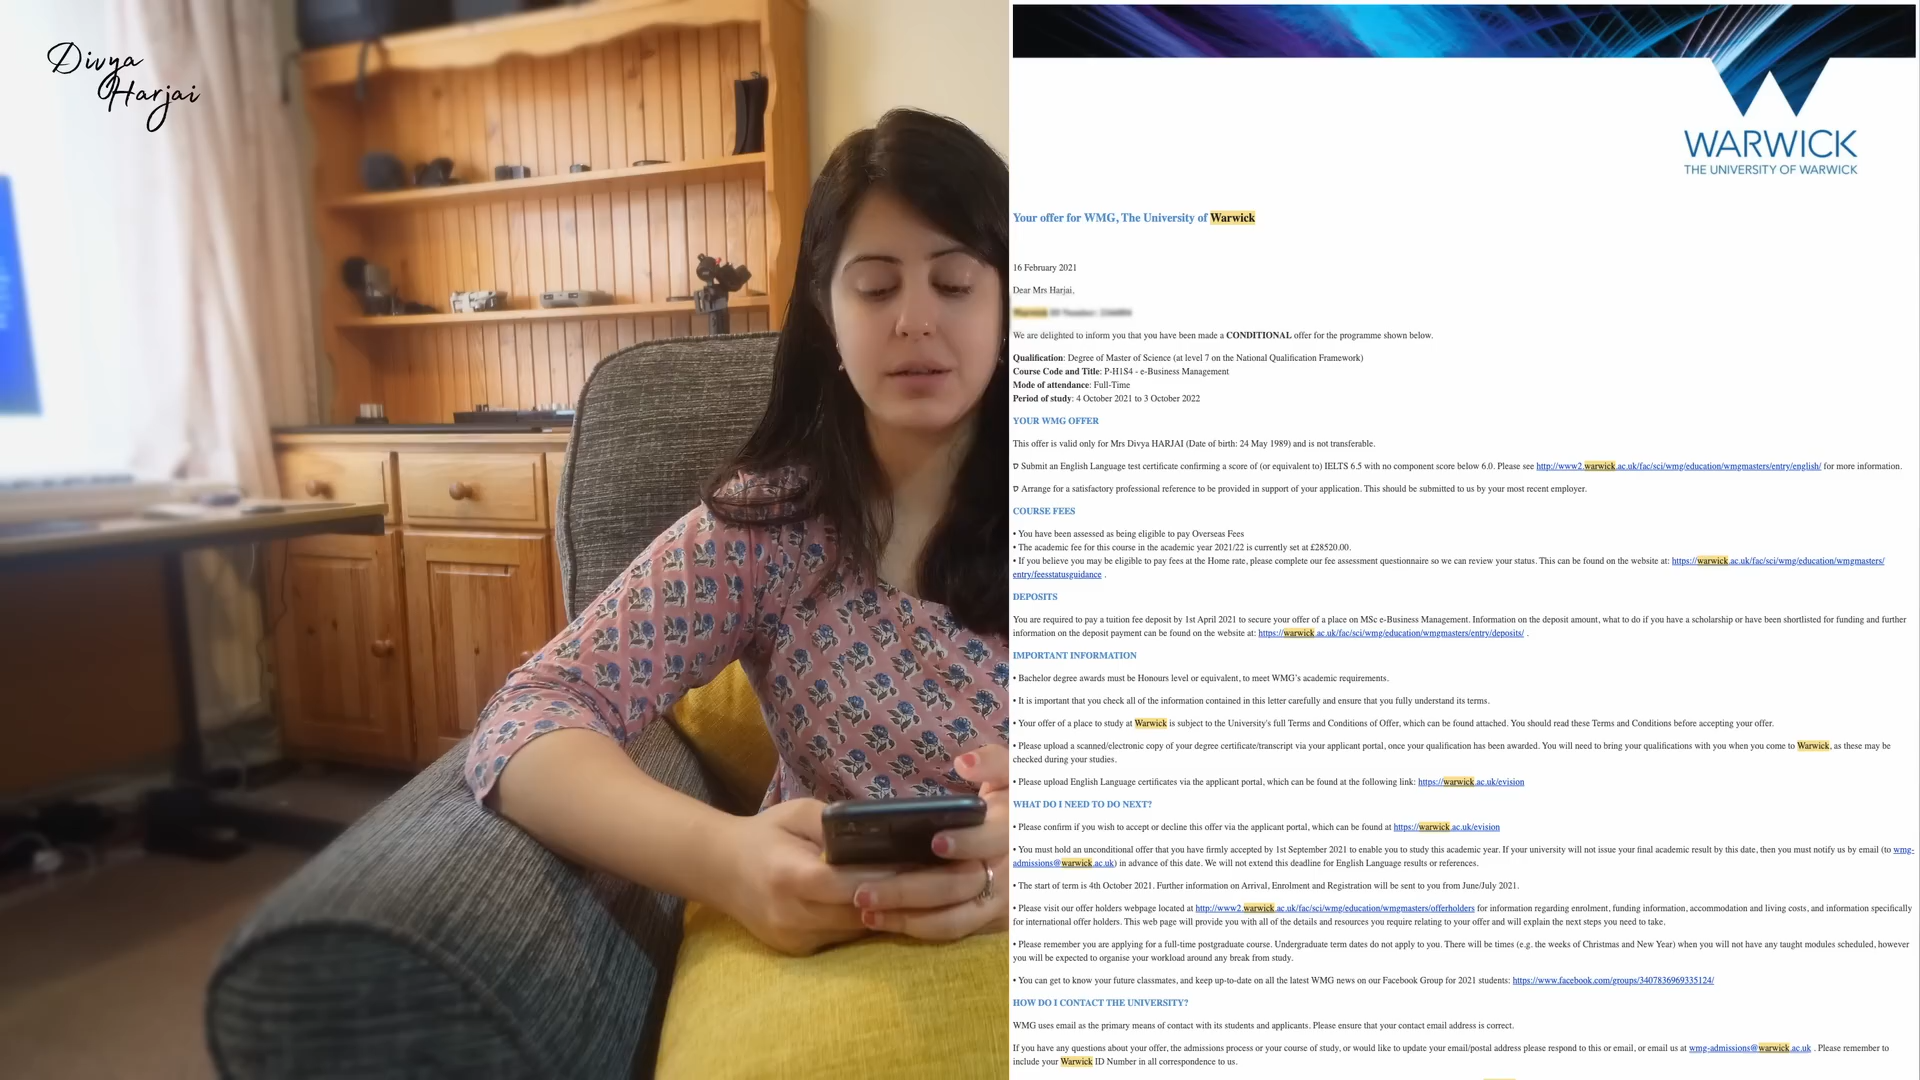 Divya
Harjai
WARWICK
THE UNIVERSITY OF WARWICK
Your offer for WMG, The University of Warwick
16 February 2021
Dear Mrs Harjai,
We are delighted to inform you that you have been made a CONDITIONAL offer for the programme shown below.
Qualification: Degree of Master of Science (at level 7 on the National Qualification Framework)
Course Code and Title: P-H1S4 - e-Business Management
Mode of attendance: Full-Time
Period of study: 4 October 2021 to 3 October 2022
YOUR WMG OFFER
This offer is valid only for Mrs Divya HARJAI (Date of birth: 24 May 1989) and is not transferable.
Submit an English Language test certificate confirming a score of (or equivalent to) IELTS 6.5 with no component score below 6.0. Please see http://www2.warwick.ac.uk/fac/sci/wmg/education/wmgmasters/entry/english/ for more information.
Arrange for a satisfactory professional reference to be provided in support of your application. This should be submitted to us by your most recent employer.
COURSE FEES
• You have been assessed as being eligible to pay Overseas Fees
• The academic fee for this course in the academic year 2021/22 is currently set at £28520.00.
• If you believe you may be eligible to pay fees at the Home rate, please complete our fee assessment questionnaire so we can review your status. This can be found on the website at: https://warwick.ac.uk/fac/sci/wmg/education/wmgmasters/
entry/feesstatusguidance .
DEPOSITS
You are required to pay a tuition fee deposit by 1st April 2021 to secure your offer of a place on MSc e-Business Management. Information on the deposit amount, what to do if you have a scholarship or have been shortlisted for funding and further
information on the deposit payment can be found on the website at: https://warwick.ac.uk/fac/sci/wmg/education/wmgmasters/entry/deposits/ .
IMPORTANT INFORMATION
• Bachelor degree awards must be Honours level or equivalent, to meet WMG's academic requirements.
• It is important that you check all of the information contained in this letter carefully and ensure that you fully understand its terms.
• Your offer of a place to study at Warwick is subject to the University's full Terms and Conditions of Offer, which can be found attached. You should read these Terms and Conditions before accepting your offer.
• Please upload a scanned/electronic copy of your degree certificate/transcript via your applicant portal, once your qualification has been awarded. You will need to bring your qualifications with you when you come to Warwick, as these may be
checked during your studies.
• Please upload English Language certificates via the applicant portal, which can be found at the following link: https://warwick.ac.uk/evision
WHAT DO I NEED TO DO NEXT?
• Please confirm if you wish to accept or decline this offer via the applicant portal, which can be found at https://warwick.ac.uk/evision
• You must hold an unconditional offer that you have firmly accepted by 1st September 2021 to enable you to study this academic year. If your university will not issue your final academic result by this date, then you must notify us by email (to wmg-
admissions@warwick.ac.uk) in advance of this date. We will not extend this deadline for English Language results or references.
• The start of term is 4th October 2021. Further information on Arrival, Enrolment and Registration will be sent to you from June/July 2021.
• Please visit our offer holders webpage located at http://www2.warwick.ac.uk/fac/sci/wmg/education/wmgmasters/offerholders for information regarding enrolment, funding information, accommodation and living costs, and information specifically
for international offer holders. This web page will provide you with all of the details and resources you require relating to your offer and will explain the next steps you need to take.
• Please remember you are applying for a full-time postgraduate course. Undergraduate term dates do not apply to you. There will be times (e.g. the weeks of Christmas and New Year) when you will not have any taught modules scheduled, however
you will be expected to organise your workload around any break from study.
• You can get to know your future classmates, and keep up-to-date on all the latest WMG news on our Facebook Group for 2021 students: https://www.facebook.com/groups/3407836969335124/
HOW DO I CONTACT THE UNIVERSITY?
WMG uses email as the primary means of contact with its students and applicants. Please ensure that your contact email address is correct.
If you have any questions about your offer, the admissions process or your course of study, or would like to update your email/postal address please respond to this or email, or email us at wmg-admissions@warwick.ac.uk . Please remember to
include your Warwick ID Number in all correspondence to us.